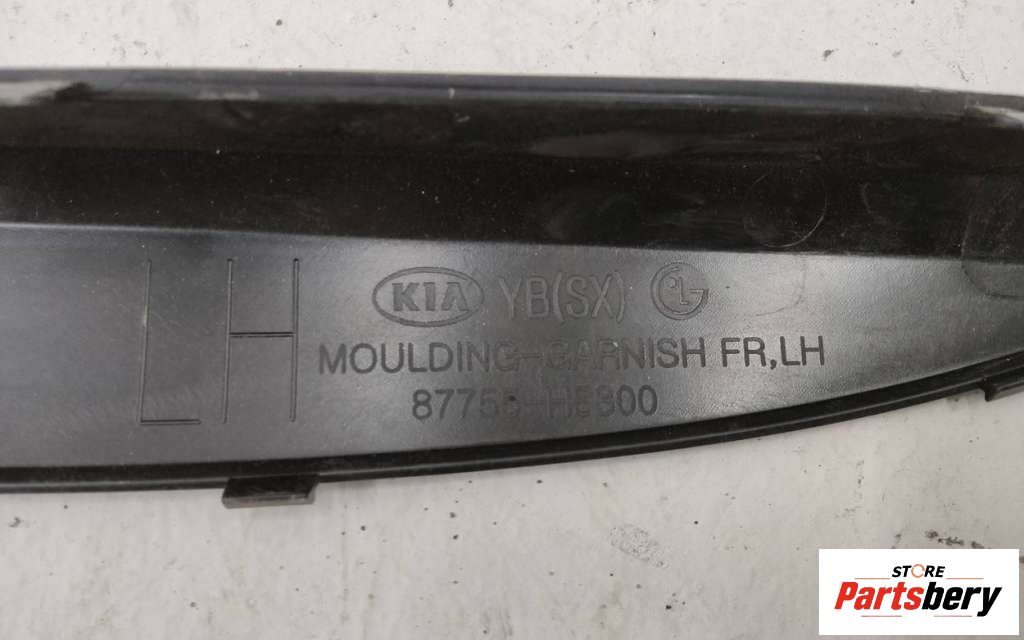 LH
KIA YB(SX)
MOULDING-GARNISH FR,LH
STORE
Partsbery